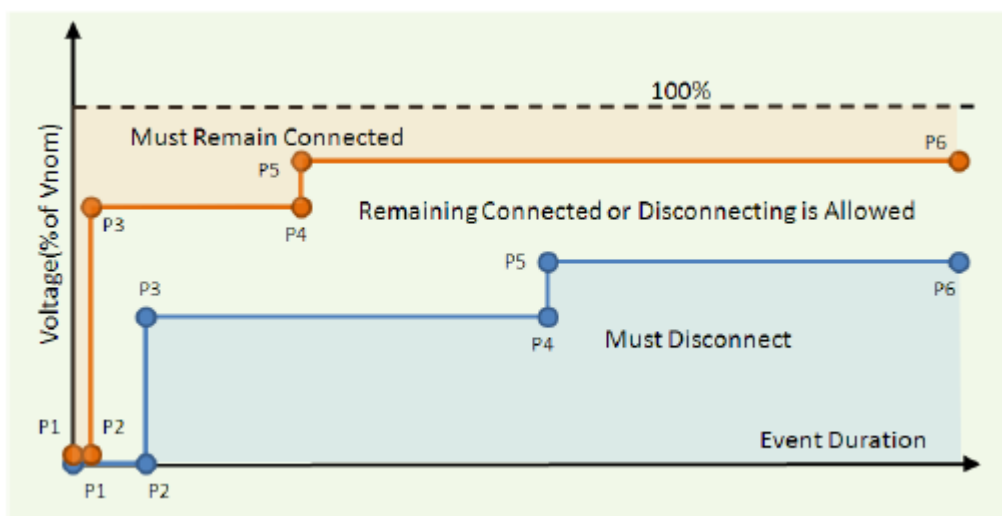 100%
Must Remain Connected
P5
P6
P3
P4
Remaining Connected or Disconnecting is Allowed
Voltage(% of Vnom)
P5
P6
P3
P4
Must Disconnect
P1
P2
Event Duration
P1
P2